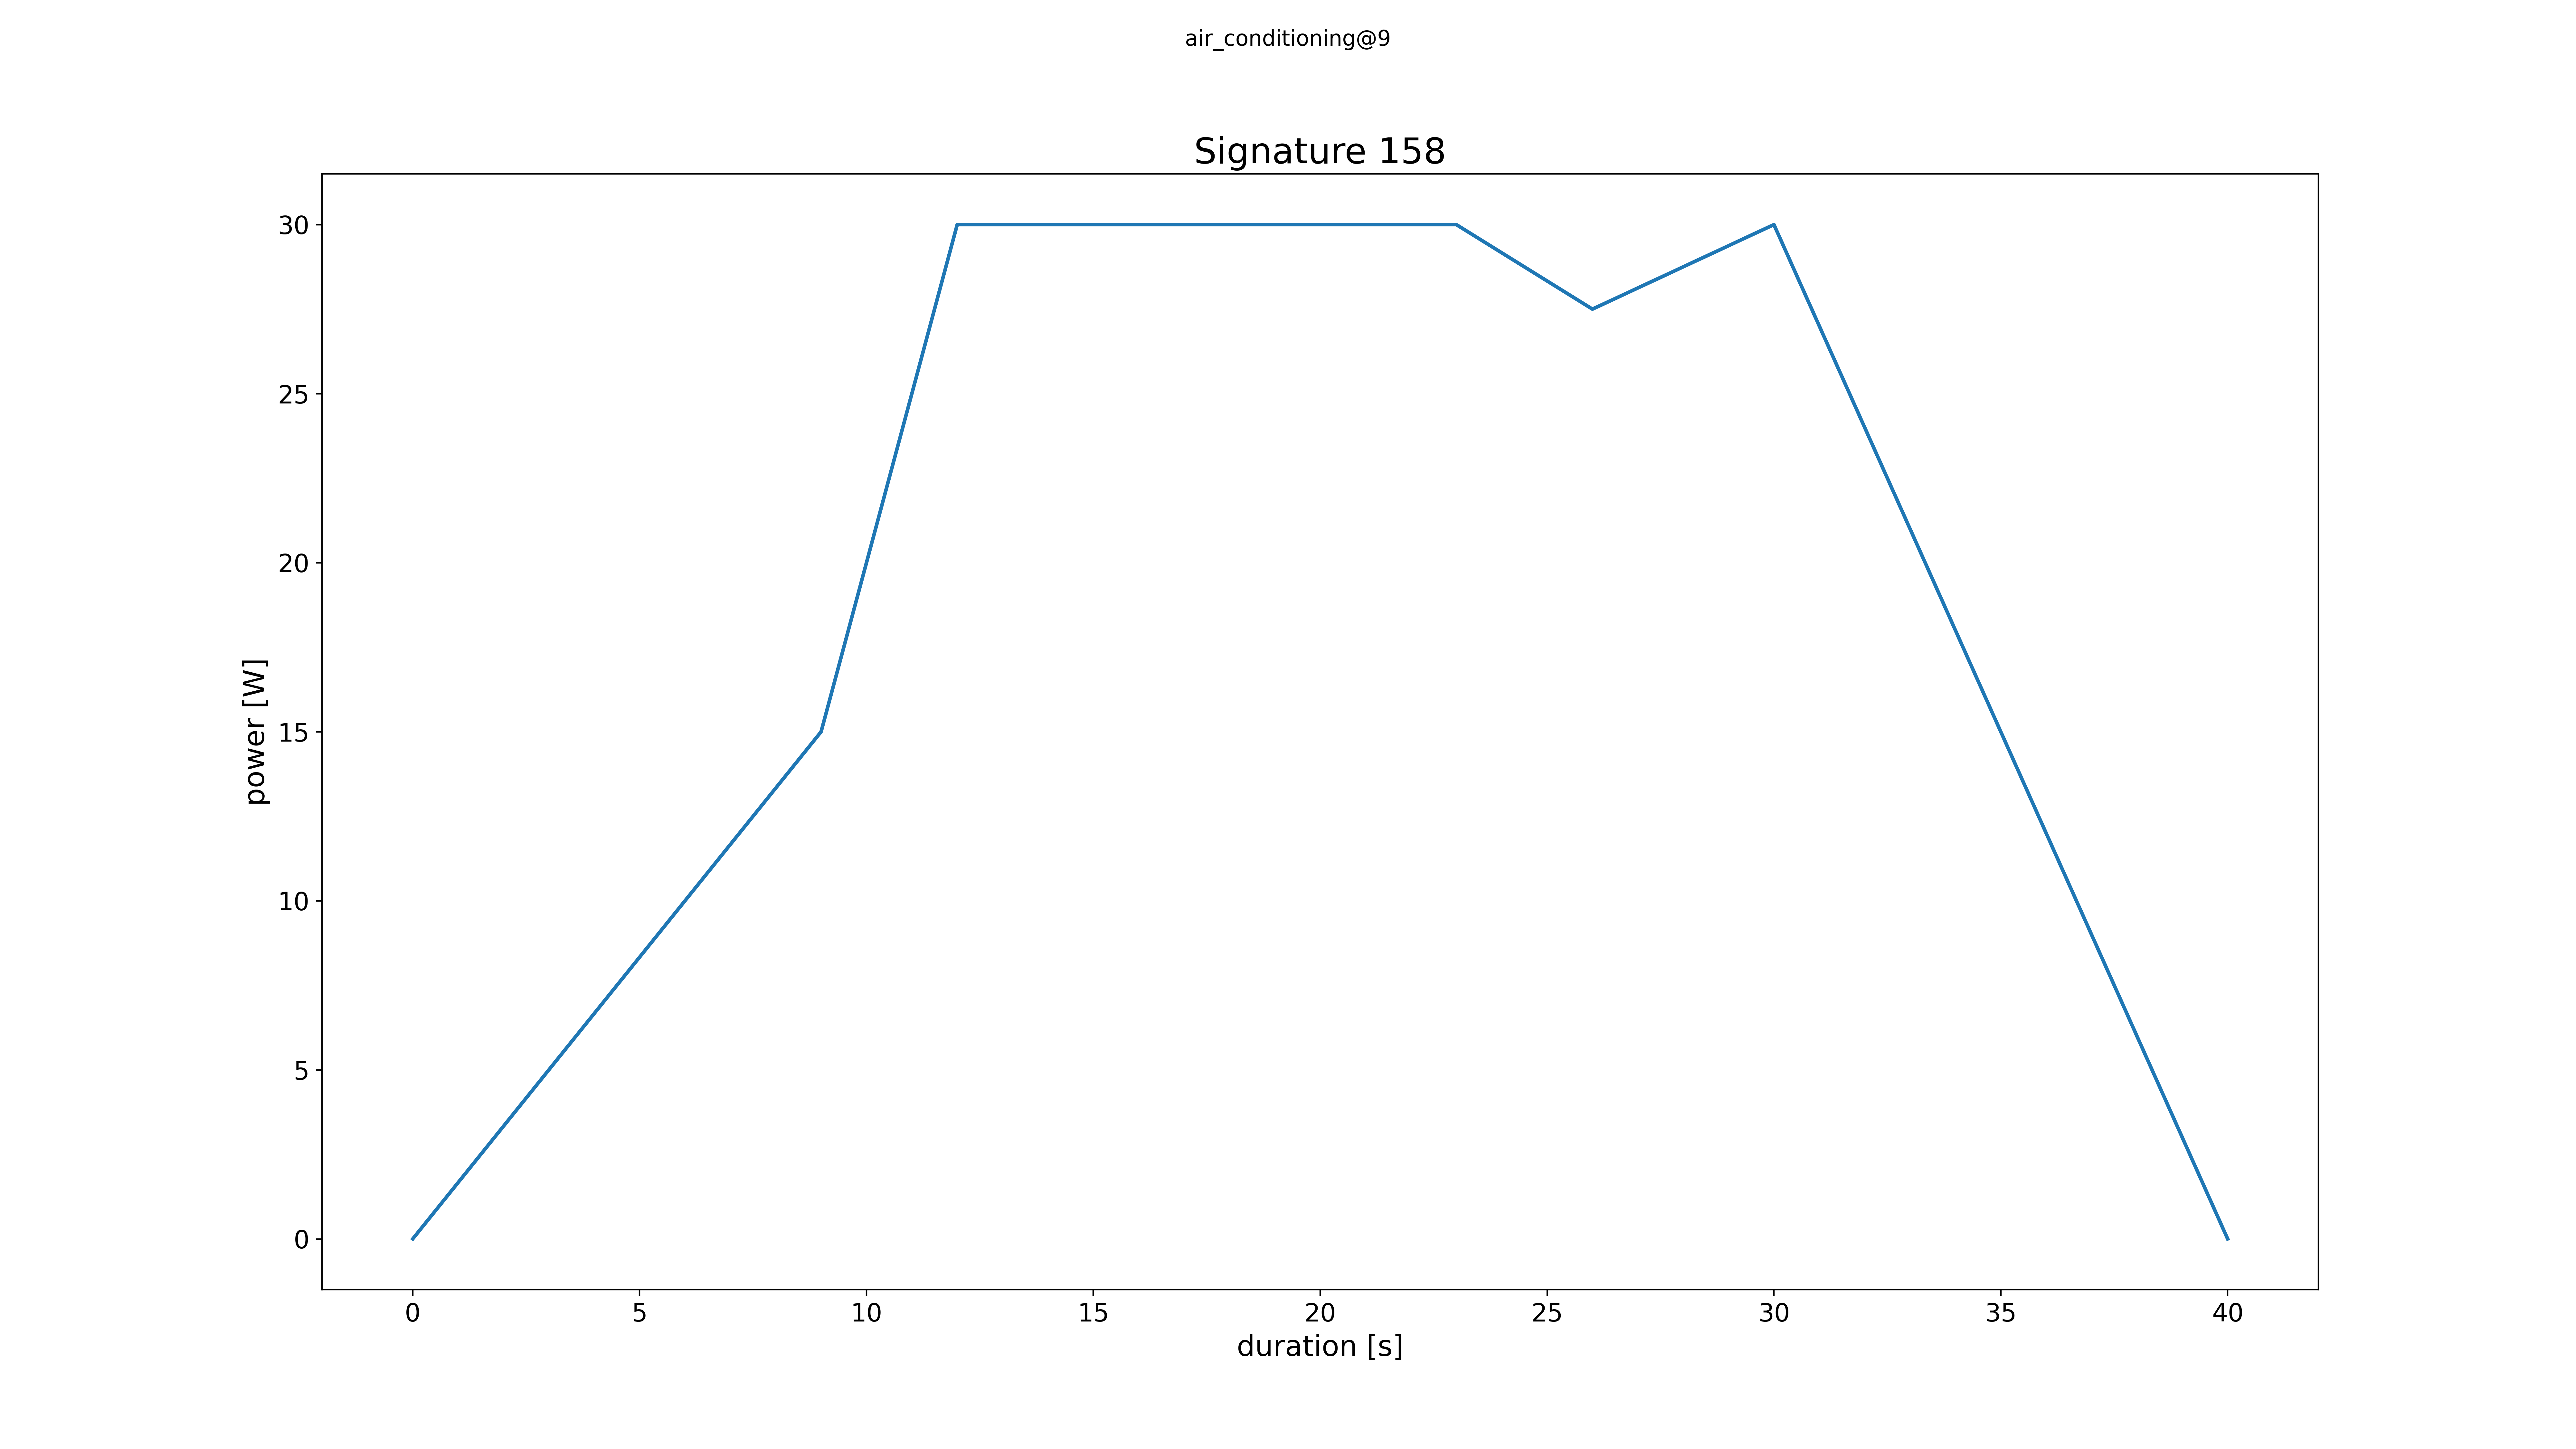 air_conditioning@9
Signature 158
30
25
20
15
10
5
0
power [W]
0 5 10 15 20 25 30 35 40
duration [s]